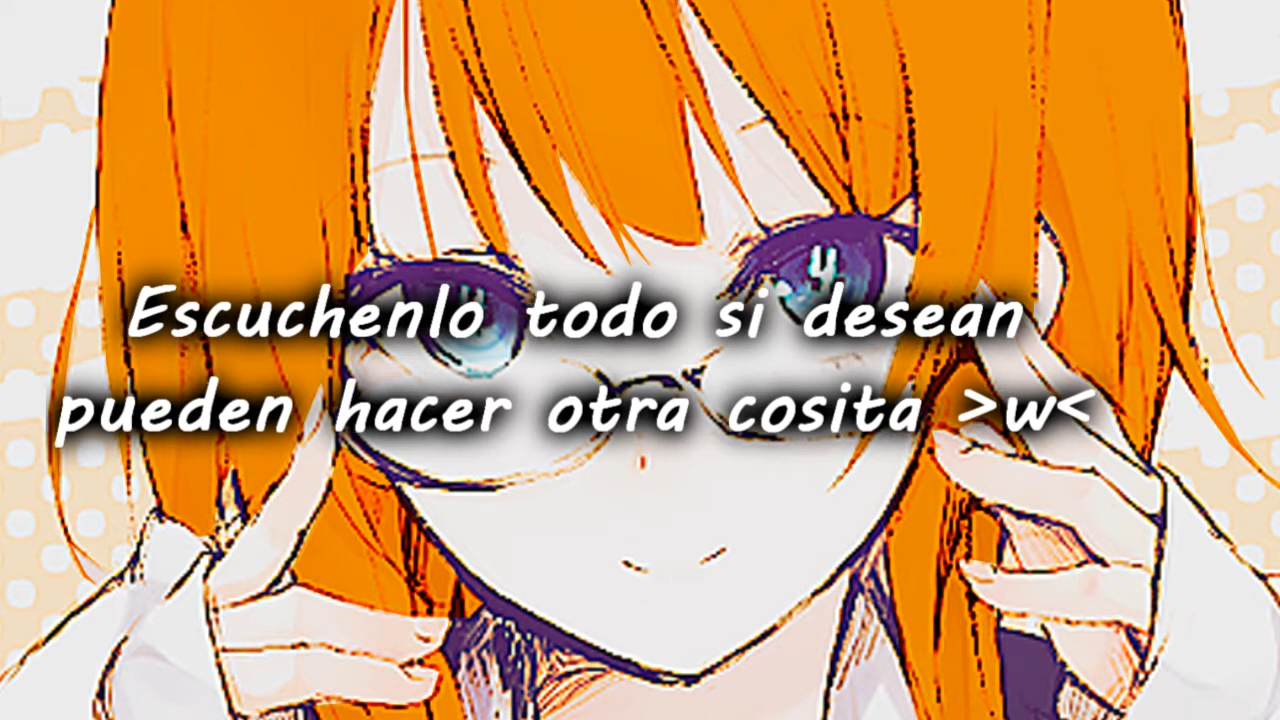 Escuchenlo todo si desean
pueden hacer otra cosita >w<